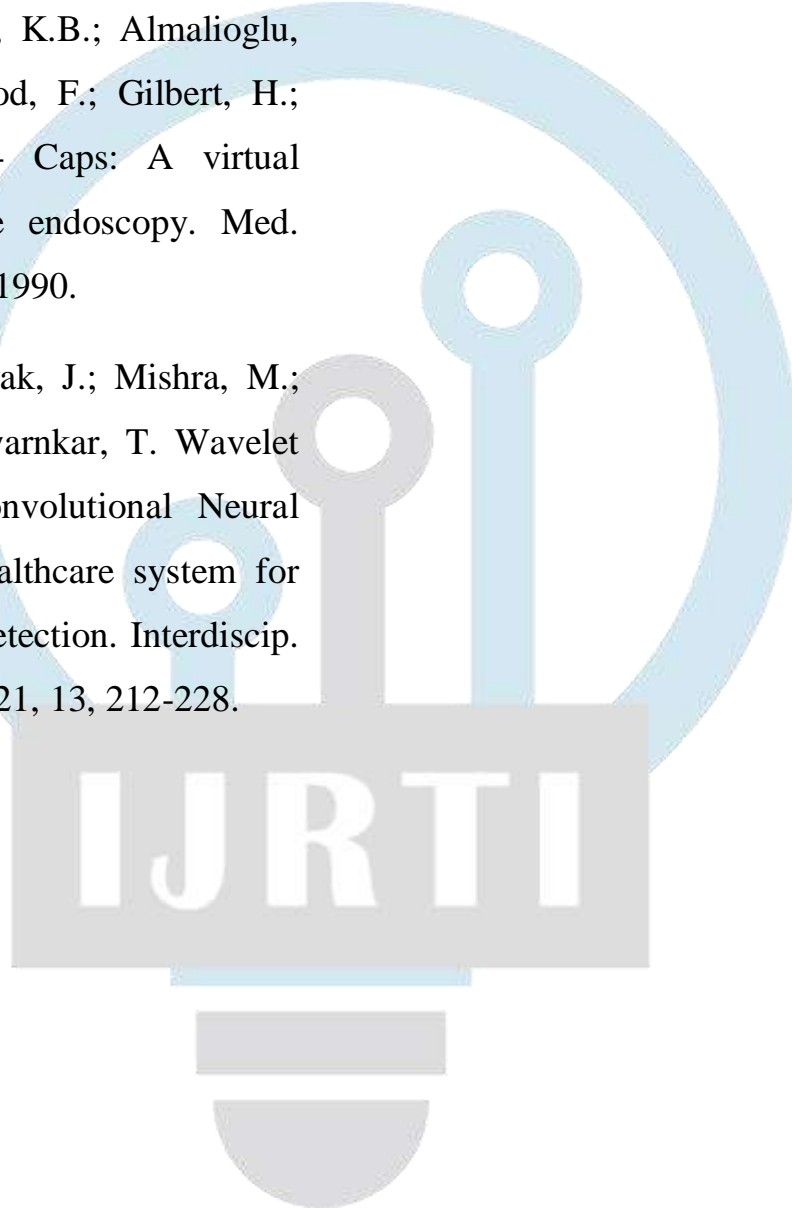 K.B.; Almalioglu,
od, F.; Gilbert, H.;
- Caps: A virtual
e endoscopy. Med.
1990.
ak, J.; Mishra, M.;
varnkar, T. Wavelet
onvolutional Neural
althcare system for
etection. Interdiscip.
21, 13, 212-228.
IJRTI